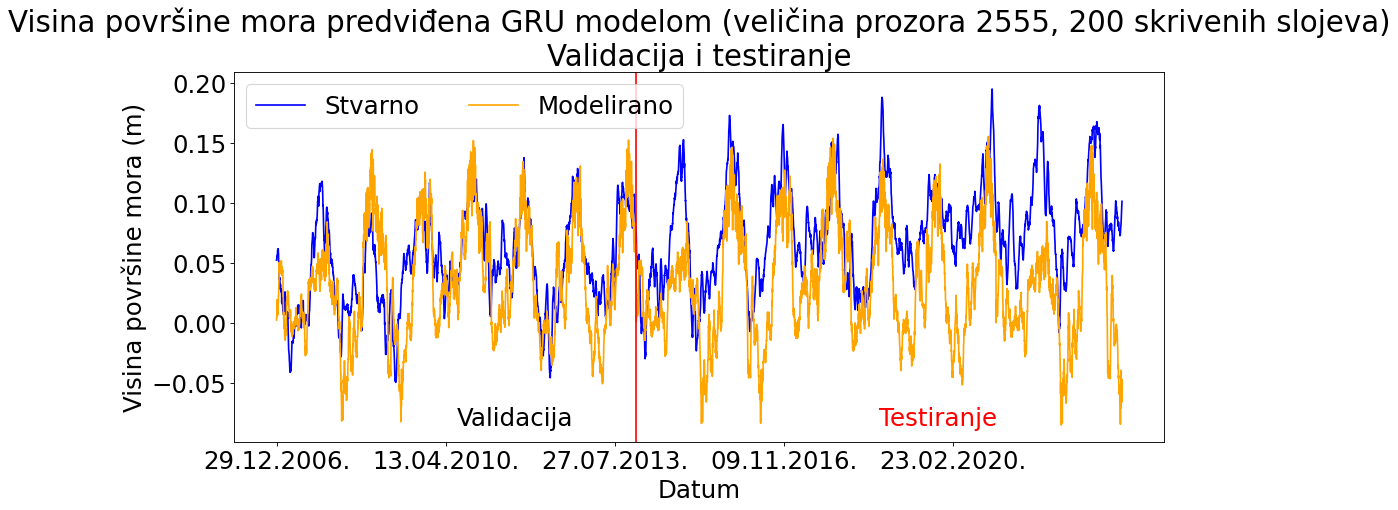 Visina površine mora predviđena GRU modelom (veličina prozora 2555, 200 skrivenih slojeva)
Validacija i testiranje
Stvarno
Modelirano
Visina površine mora (m)
0.20
0.15
0.10
0.05
0.00
−0.05
Validacija
Testiranje
29.12.2006.
13.04.2010.
27.07.2013.
09.11.2016.
23.02.2020.
Datum